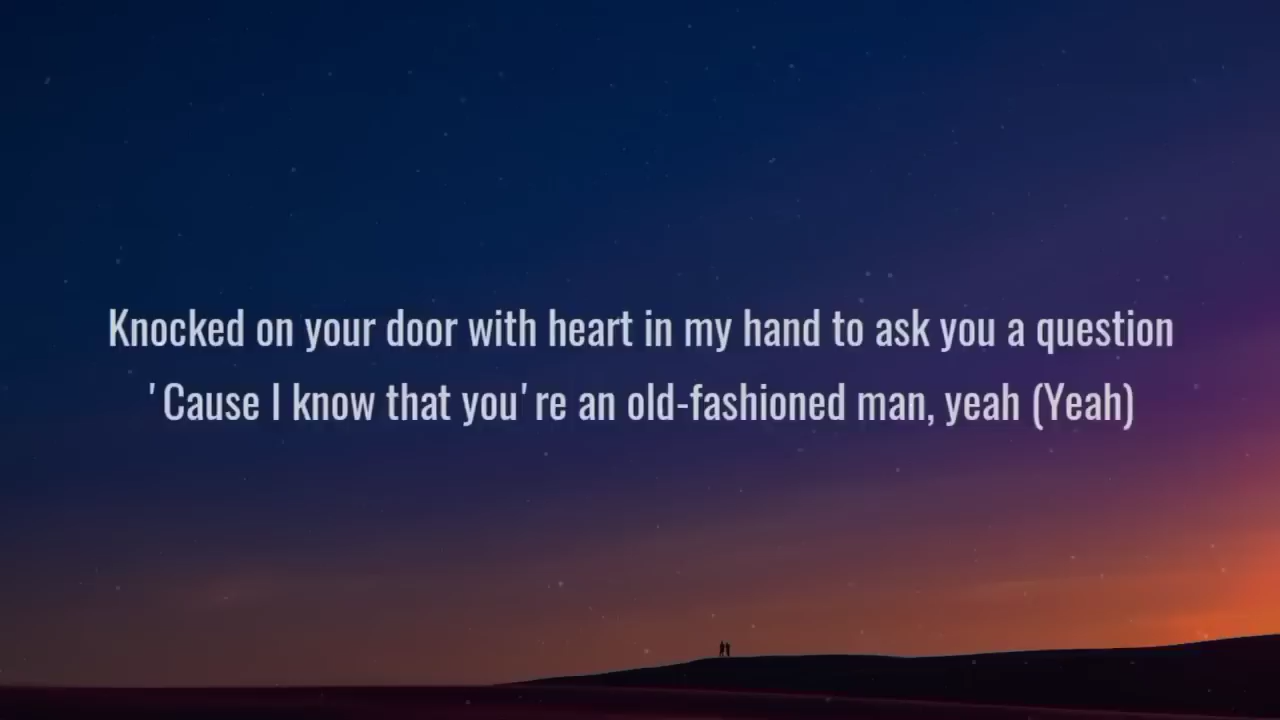 Knocked on your door with heart in my hand to ask you a question
'Cause I know that you're an old-fashioned man, yeah (Yeah)